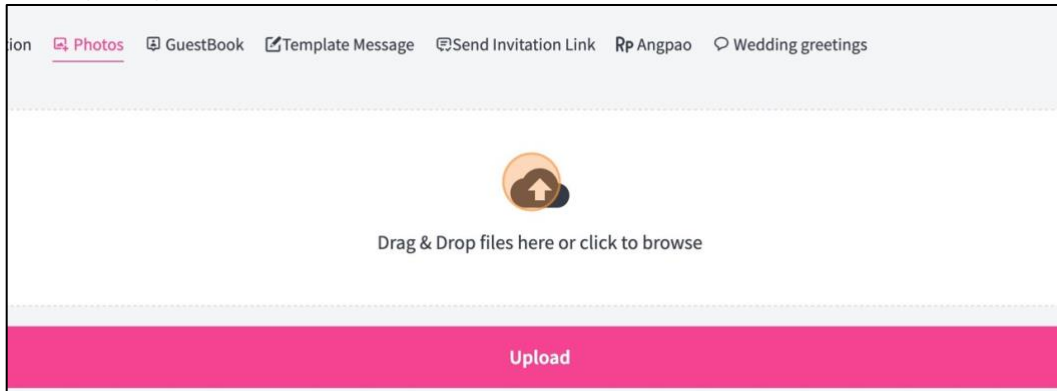 Photos GuestBook Template Message Send Invitation Link Rp Angpao Wedding greetings
Drag & Drop files here or click to browse
Upload